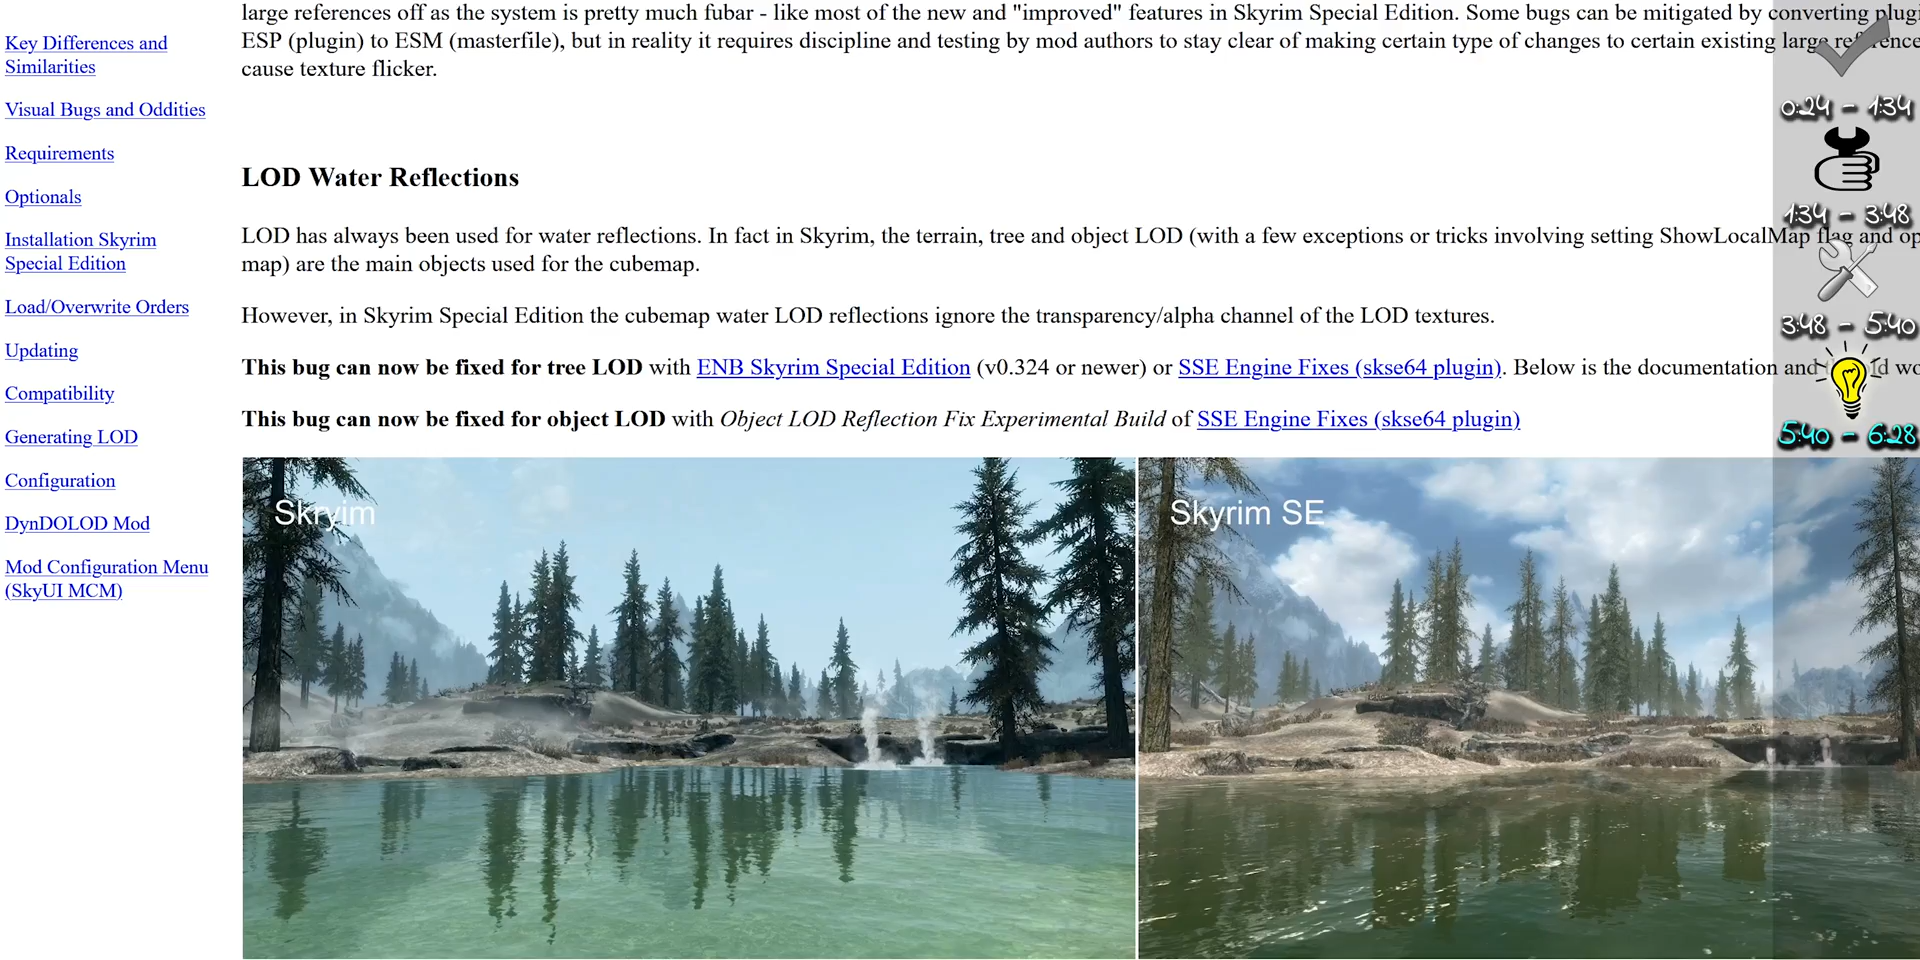 large references off as the system is pretty much fubar - like most of the new and "improved" features in Skyrim Special Edition. Some bugs can be mitigated by converting plugi
ESP (plugin) to ESM (masterfile), but in reality it requires discipline and testing by mod authors to stay clear of making certain type of changes to certain existing large
cause texture flicker.
Key Differences and
Similarities
Visual Bugs and Oddities
Requirements
Optionals
Installation Skyrim
Special Edition
Load/Overwrite Orders
Updating
Compatibility
Generating LOD
Configuration
DynDOLOD Mod
Mod Configuration Menu
(SkyUI MCM)
LOD Water Reflections
LOD has always been used for water reflections. In fact in Skyrim, the terrain, tree and object LOD (with a few exceptions or tricks involving setting ShowLocalMap flag and op
map) are the main objects used for the cubemap.
However, in Skyrim Special Edition the cubemap water LOD reflections ignore the transparency/alpha channel of the LOD textures.
This bug can now be fixed for tree LOD with ENB Skyrim Special Edition (v0.324 or newer) or SSE Engine Fixes (skse64 plugin). Below is the documentation and
This bug can now be fixed for object LOD with Object LOD Reflection Fix Experimental Build of SSE Engine Fixes (skse64 plugin)
Skryim
Skyrim SE
0:24 - 1:34
1:34 - 3:48
3:48 - 5:40
5:40 - 6:28